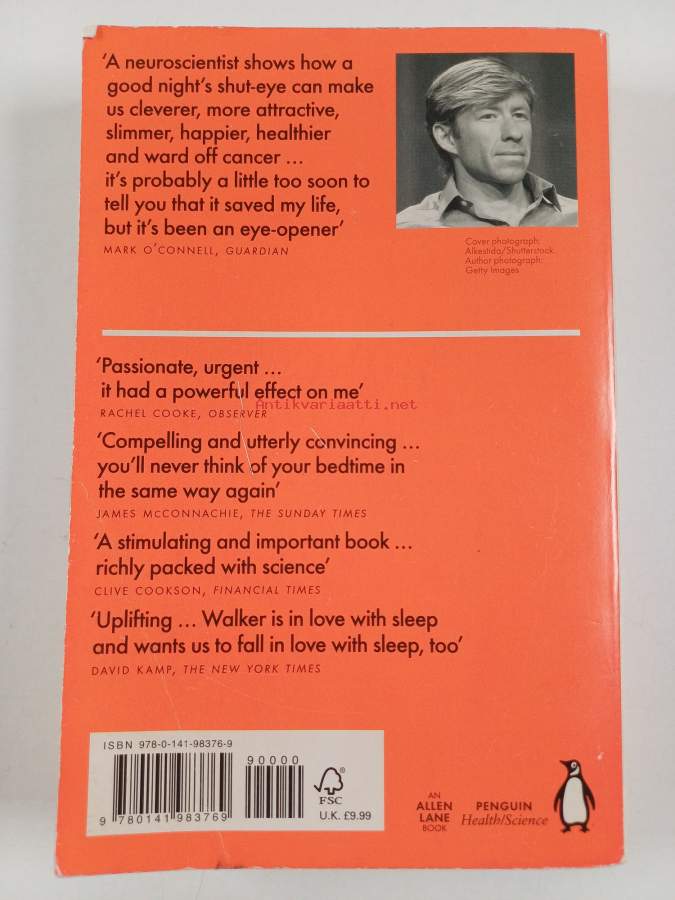 ‘A neuroscientist shows how a
good night’s shut-eye can make
us cleverer, more attractive,
slimmer, happier, healthier
and ward off cancer ...
it’s probably a little too soon to
tell you that it saved my life,
but it’s been an eye-opener’
MARK O’CONNELL, GUARDIAN
Cover photograph:
Alkestida/Shutterstock.
Author photograph:
Getty Images
‘Passionate, urgent ...
it had a powerful effect on me’
Antikvariaatti.net
RACHEL COOKE, OBSERVER
‘Compelling and utterly convincing ...
you’ll never think of your bedtime in
the same way again’
JAMES McCONNACHIE, THE SUNDAY TIMES
‘A stimulating and important book ...
richly packed with science’
CLIVE COOKSON, FINANCIAL TIMES
‘Uplifting ... Walker is in love with sleep
and wants us to fall in love with sleep, too’
DAVID KAMP, THE NEW YORK TIMES
ISBN 978-0-141-98376-9
90000
9 780141 983769
FSC
U.K. £9.99
AN
ALLEN
LANE
BOOK
PENGUIN
Health/Science